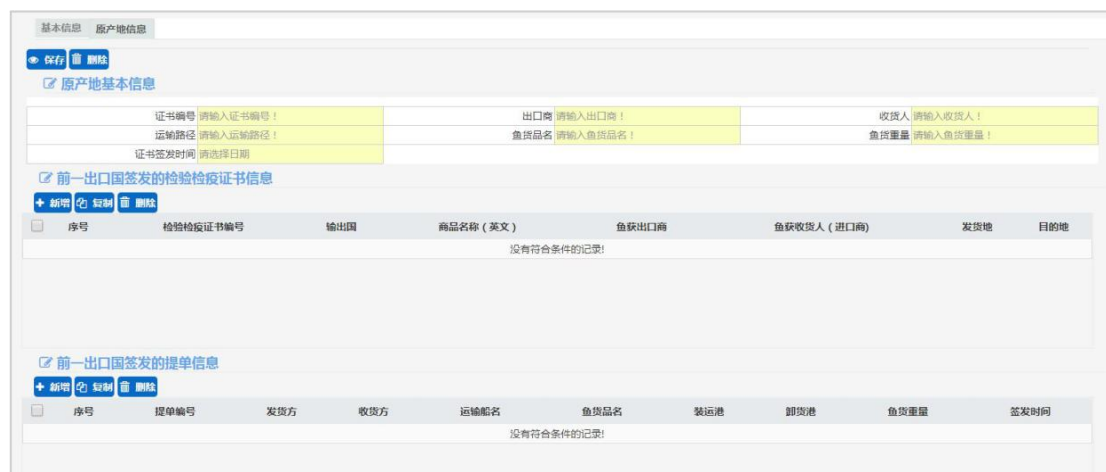 基本信息 原产地信息
保存 删除
原产地基本信息
证书编号 请输入证书编号！ 出口商 请输入出口商！ 收货人 请输入收货人！
运输路径 请输入运输路径！ 鱼货品名 请输入鱼货品名！ 鱼货重量 请输入鱼货重量！
证书签发时间 请选择日期
前一出口国签发的检验检疫证书信息
新增 复制 删除
序号 检验检疫证书编号 输出国 商品名称（英文） 鱼获出口商 鱼获收货人（进口商) 发货地 目的地
没有符合条件的记录!
前一出口国签发的提单信息
新增 复制 删除
序号 提单编号 发货方 收货方 运输船名 鱼货品名 装运港 卸货港 鱼货重量 签发时间
没有符合条件的记录!